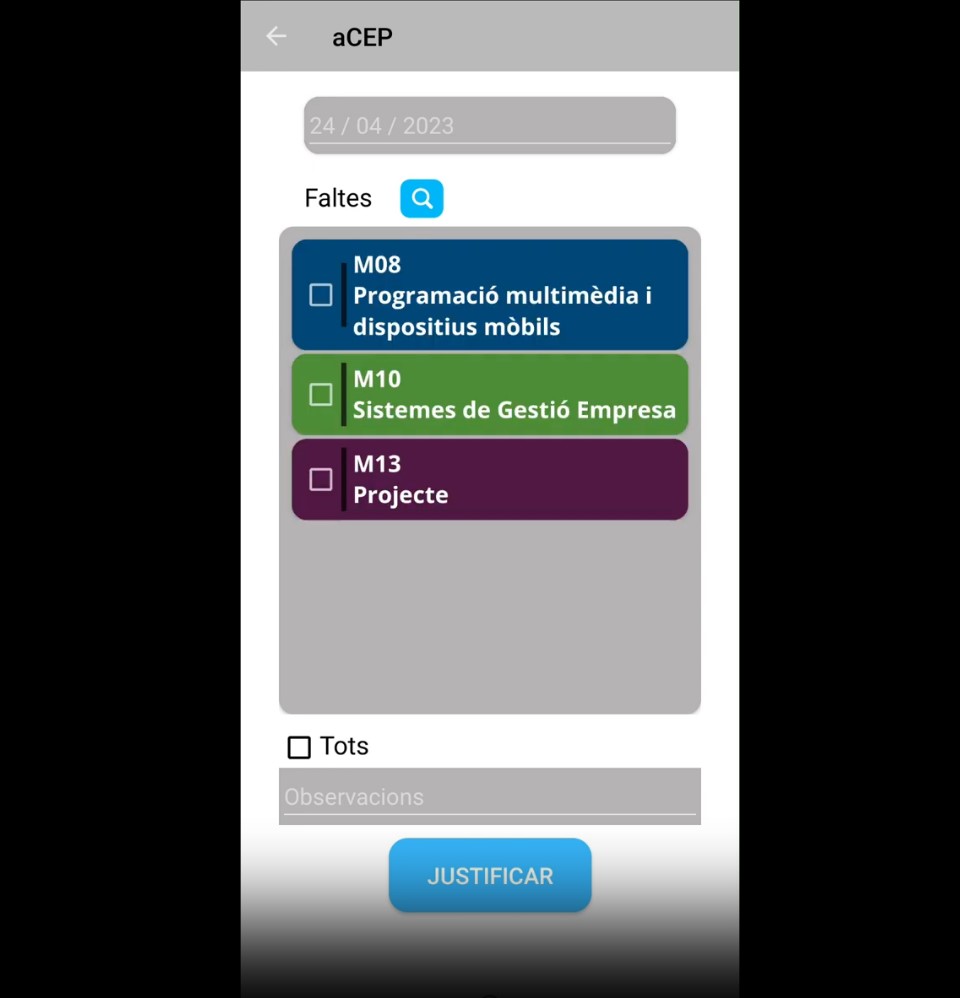 aCEP
24 / 04 / 2023
Faltes
M08
Programació multimèdia i
dispositius mòbils
M10
Sistemes de Gestió Empresa
M13
Projecte
Tots
Observacions
JUSTIFICAR